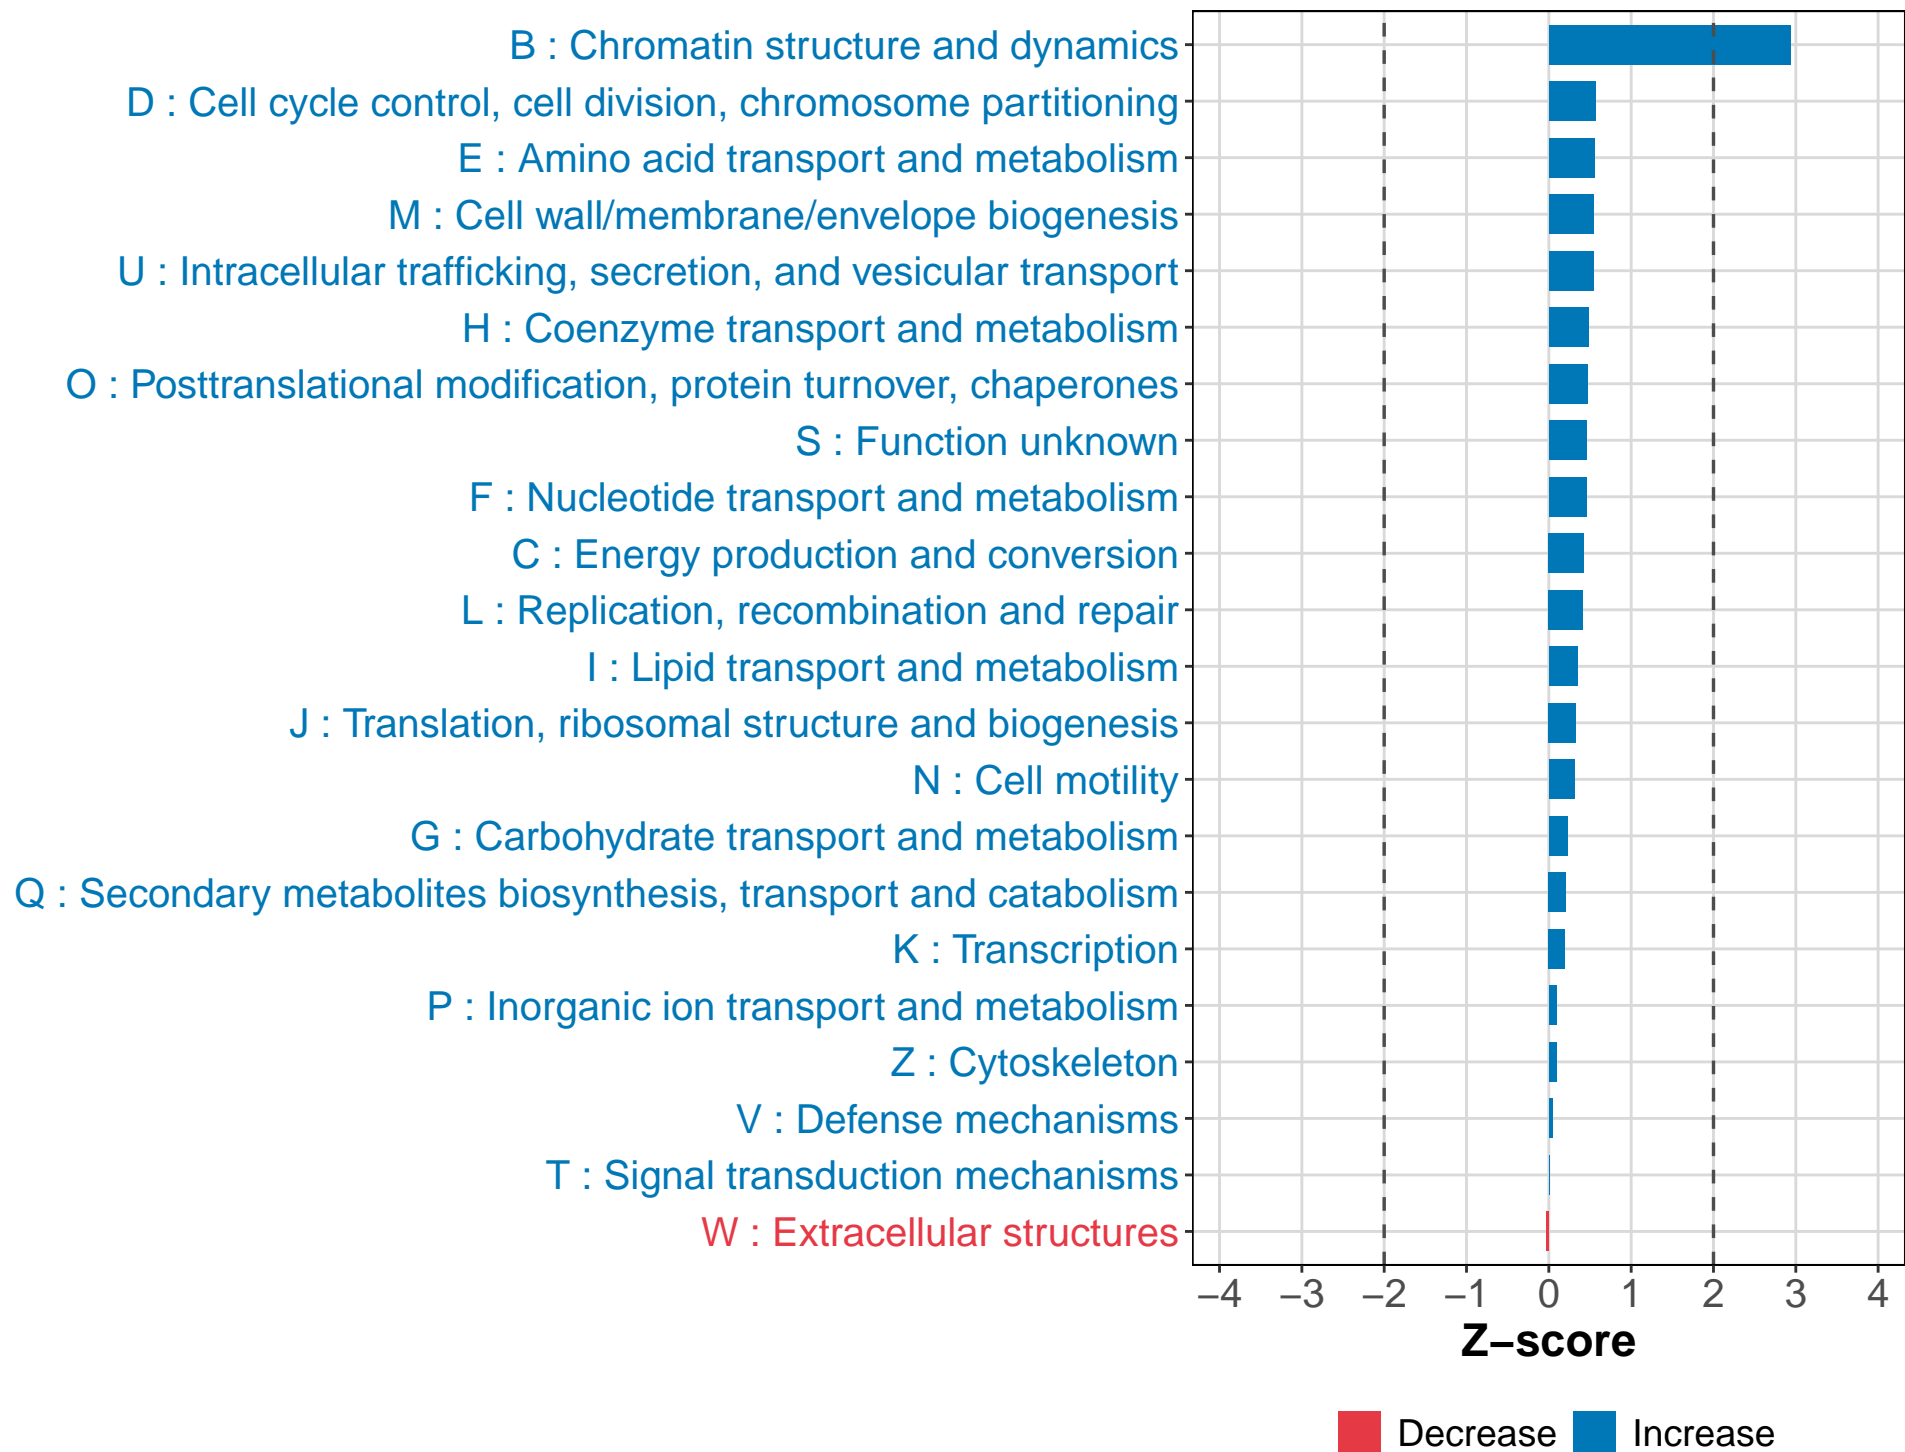 B : Chromatin structure and dynamics
D : Cell cycle control, cell division, chromosome partitioning
E : Amino acid transport and metabolism
M : Cell wall/membrane/envelope biogenesis
U : Intracellular trafficking, secretion, and vesicular transport
H : Coenzyme transport and metabolism
O : Posttranslational modification, protein turnover, chaperones
S : Function unknown
F : Nucleotide transport and metabolism
C : Energy production and conversion
L : Replication, recombination and repair
I : Lipid transport and metabolism
J : Translation, ribosomal structure and biogenesis
N : Cell motility
G : Carbohydrate transport and metabolism
Q : Secondary metabolites biosynthesis, transport and catabolism
K : Transcription
P : Inorganic ion transport and metabolism
Z : Cytoskeleton
V : Defense mechanisms
T : Signal transduction mechanisms
W : Extracellular structures
−4 −3 −2 −1 0 1 2 3 4
Z−score
Decrease Increase